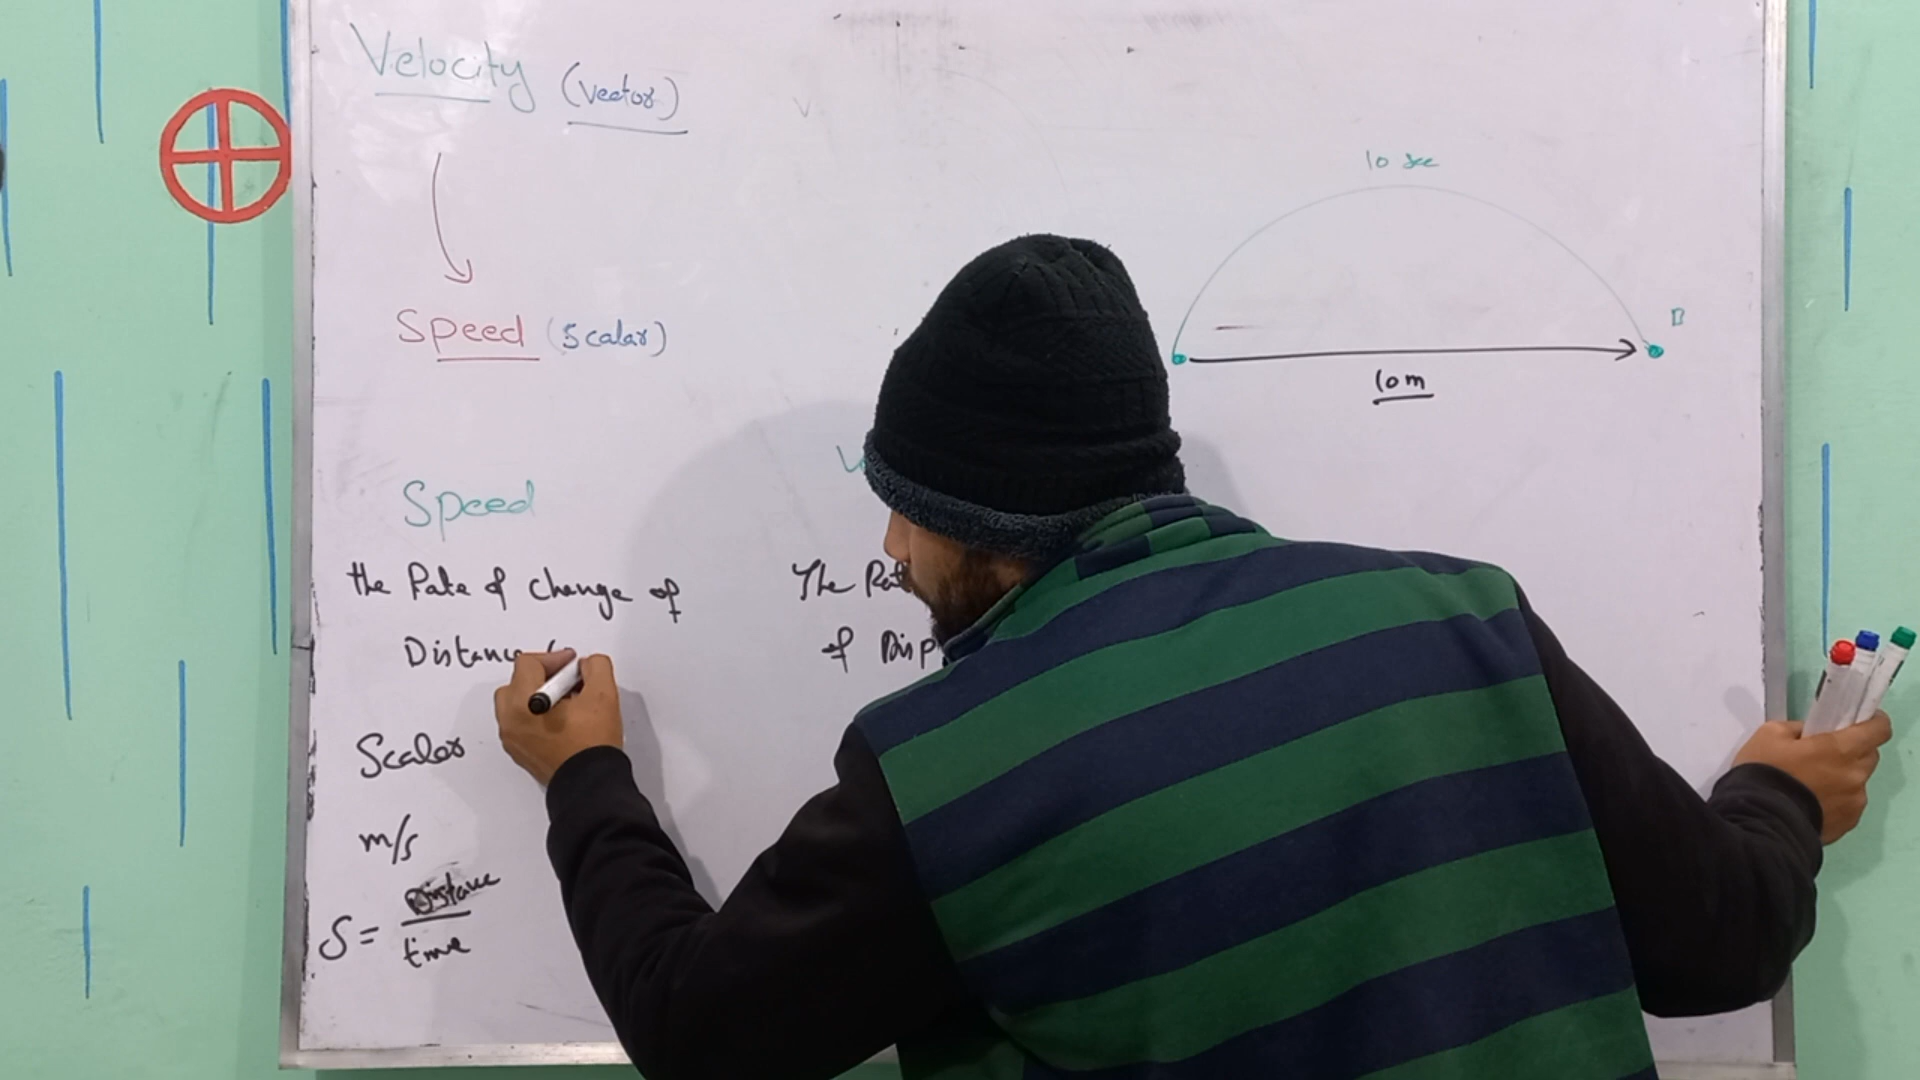 Velocity (Vector)
Speed (Scalar)
10 sec
B
10m
Speed
the Rate of change of
Distance
Scalar
m/s
S = Distance
time
The
of